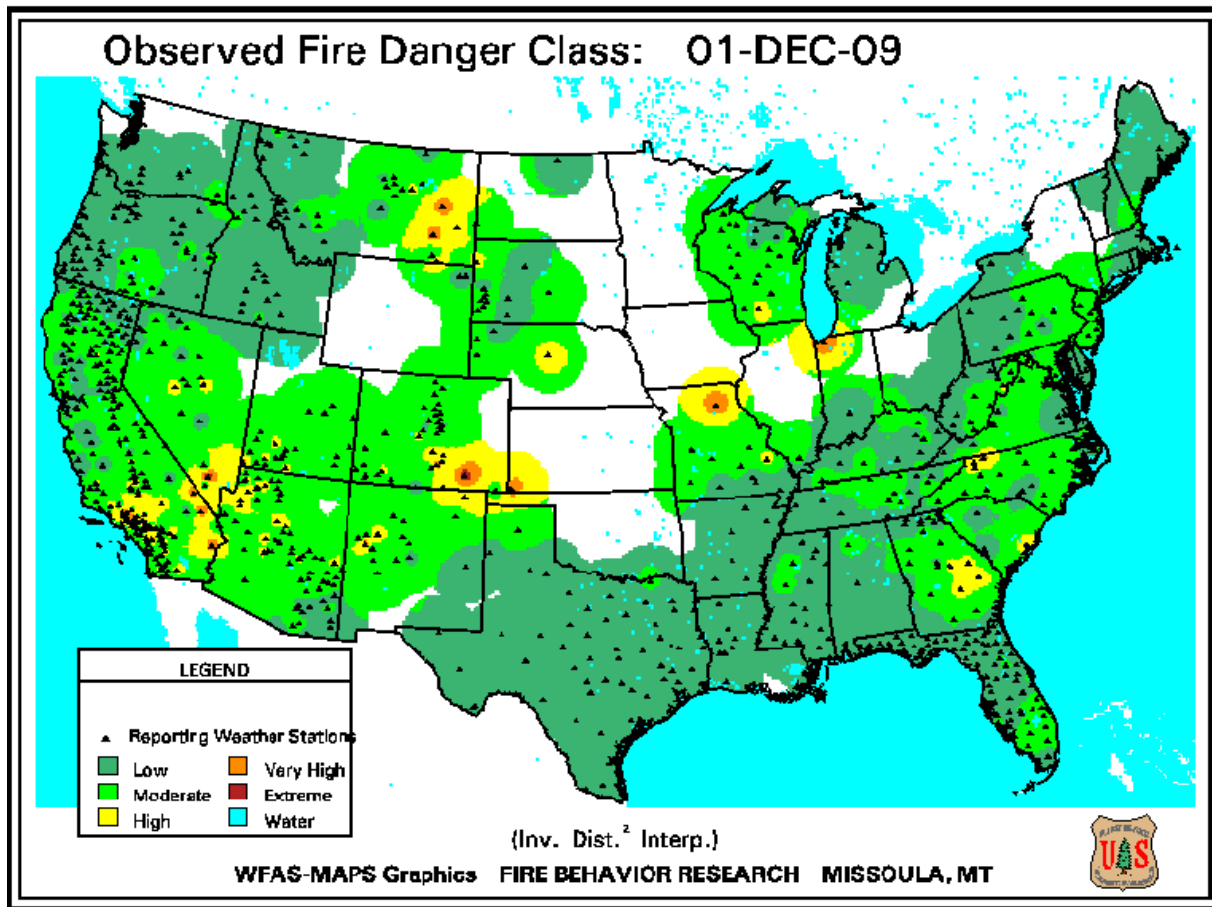 Observed Fire Danger Class: 01-DEC-09
LEGEND
Reporting Weather Stations
Low
Very High
Moderate
Extreme
High
Water
(Inv. Dist.² Interp.)
WFAS-MAPS Graphics FIRE BEHAVIOR RESEARCH MISSOULA, MT
U S